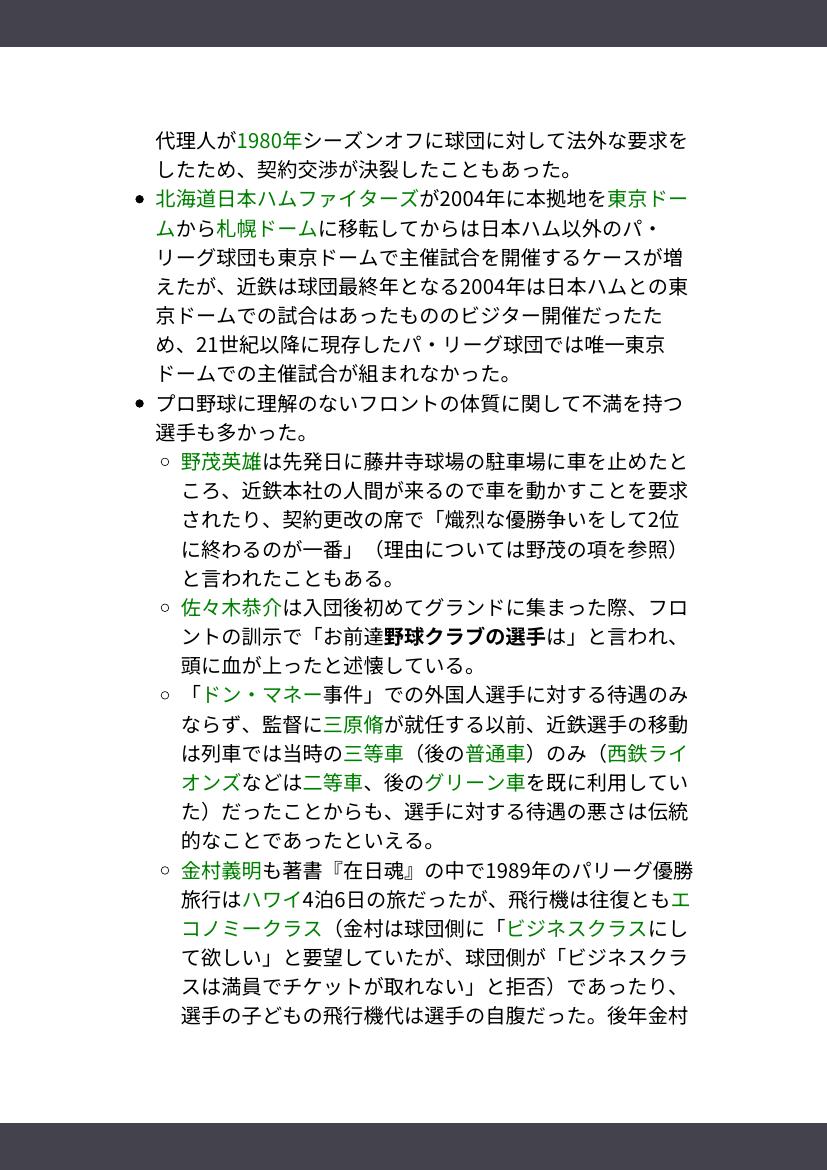 代理人が1980年シーズンオフに球団に対して法外な要求を
したため、契約交渉が決裂したこともあった。
• 北海道日本ハムファイターズが2004年に本拠地を東京ドー
ムから札幌ドームに移転してからは日本ハム以外のパ・
リーグ球団も東京ドームで主催試合を開催するケースが増
えたが、近鉄は球団最終年となる2004年は日本ハムとの東
京ドームでの試合はあったもののビジター開催だったた
め、21世紀以降に現存したパ・リーグ球団では唯一東京
ドームでの主催試合が組まれなかった。
• プロ野球に理解のないフロントの体質に関して不満を持つ
選手も多かった。
◦ 野茂英雄は先発日に藤井寺球場の駐車場に車を止めたと
ころ、近鉄本社の人間が来るので車を動かすことを要求
されたり、契約更改の席で「熾烈な優勝争いをして2位
に終わるのが一番」（理由については野茂の項を参照）
と言われたこともある。
◦ 佐々木恭介は入団後初めてグランドに集まった際、フロ
ントの訓示で「お前達野球クラブの選手は」と言われ、
頭に血が上ったと述懐している。
◦ 「ドン・マネー事件」での外国人選手に対する待遇のみ
ならず、監督に三原脩が就任する以前、近鉄選手の移動
は列車では当時の三等車（後の普通車）のみ（西鉄ライ
オンズなどは二等車、後のグリーン車を既に利用してい
た）だったことからも、選手に対する待遇の悪さは伝統
的なことであったといえる。
◦ 金村義明も著書『在日魂』の中で1989年のパリーグ優勝
旅行はハワイ4泊6日の旅だったが、飛行機は往復ともエ
コノミークラス（金村は球団側に「ビジネスクラスにし
て欲しい」と要望していたが、球団側が「ビジネスクラ
スは満員でチケットが取れない」と拒否）であったり、
選手の子どもの飛行機代は選手の自腹だった。後年金村